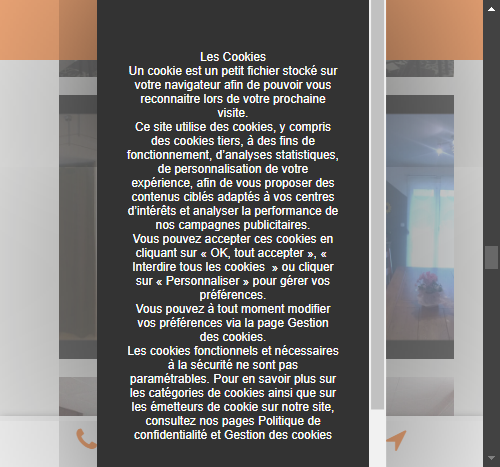 Les Cookies
Un cookie est un petit fichier stocké sur
votre navigateur afin de pouvoir vous
reconnaitre lors de votre prochaine
visite.
Ce site utilise des cookies, y compris
des cookies tiers, à des fins de
fonctionnement, d'analyses statistiques,
de personnalisation de votre
expérience, afin de vous proposer des
contenus ciblés adaptés à vos centres
d'intérêts et analyser la performance de
nos campagnes publicitaires.
Vous pouvez accepter ces cookies en
cliquant sur « OK, tout accepter », «
Interdire tous les cookies » ou cliquer
sur « Personnaliser » pour gérer vos
préférences.
Vous pouvez à tout moment modifier
vos préférences via la page Gestion
des cookies.
Les cookies fonctionnels et nécessaires
à la sécurité ne sont pas
paramétrables. Pour en savoir plus sur
les catégories de cookies ainsi que sur
les émetteurs de cookie sur notre site,
consultez nos pages Politique de
confidentialité et Gestion des cookies